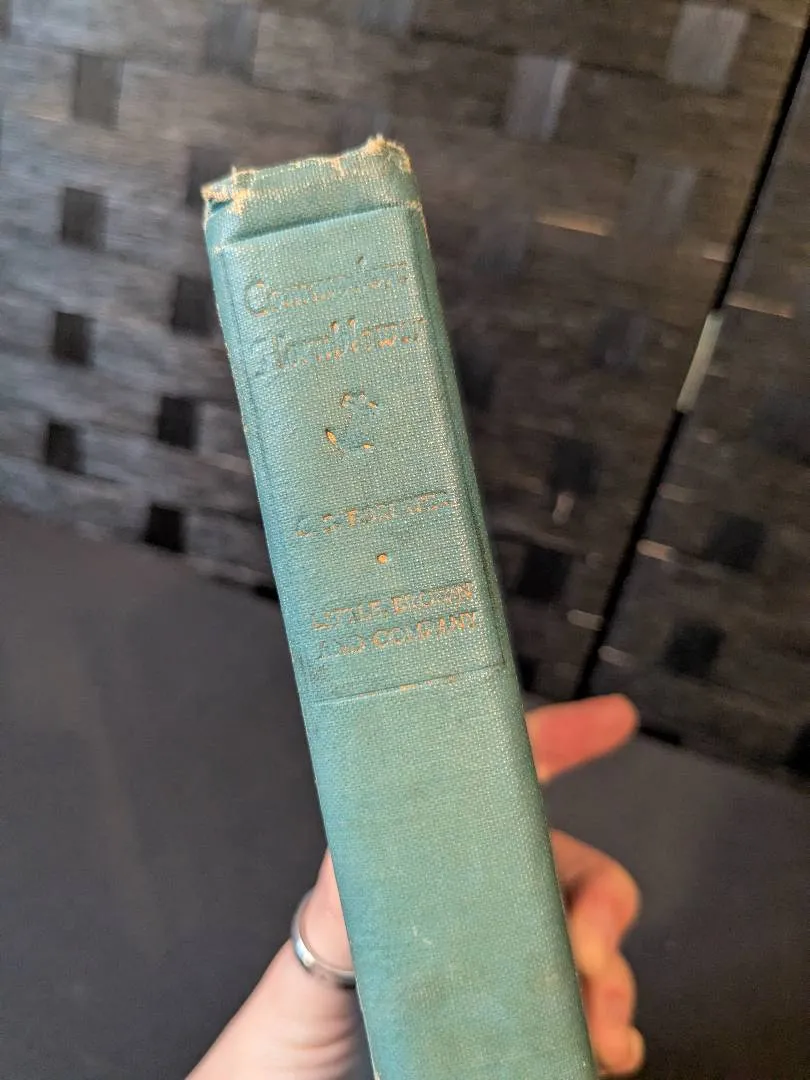 Commodore
Hornblower
C. S. FORESTER
LITTLE, BROWN
AND COMPANY